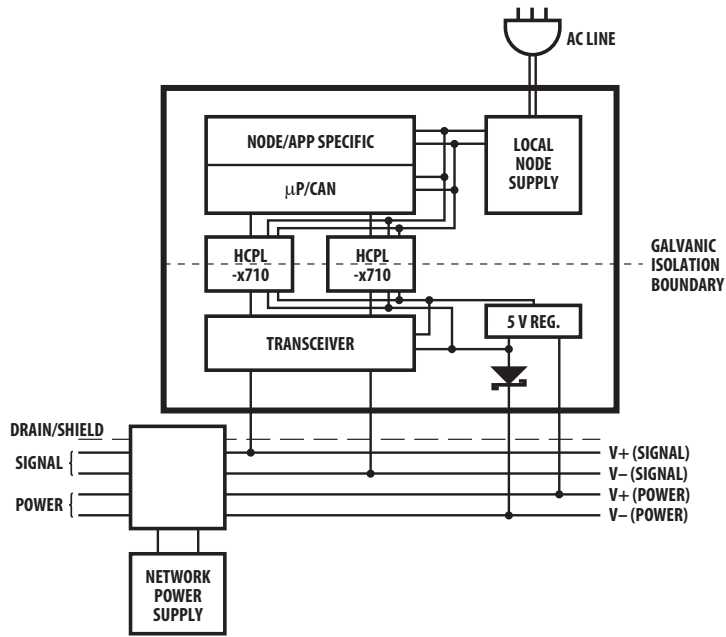 AC LINE
NODE/APP SPECIFIC
LOCAL
NODE
SUPPLY
μP/CAN
HCPL
-x710
HCPL
-x710
GALVANIC
ISOLATION
BOUNDARY
5 V REG.
TRANSCEIVER
DRAIN/SHIELD
SIGNAL
POWER
V+ (SIGNAL)
V– (SIGNAL)
V+ (POWER)
V– (POWER)
NETWORK
POWER
SUPPLY